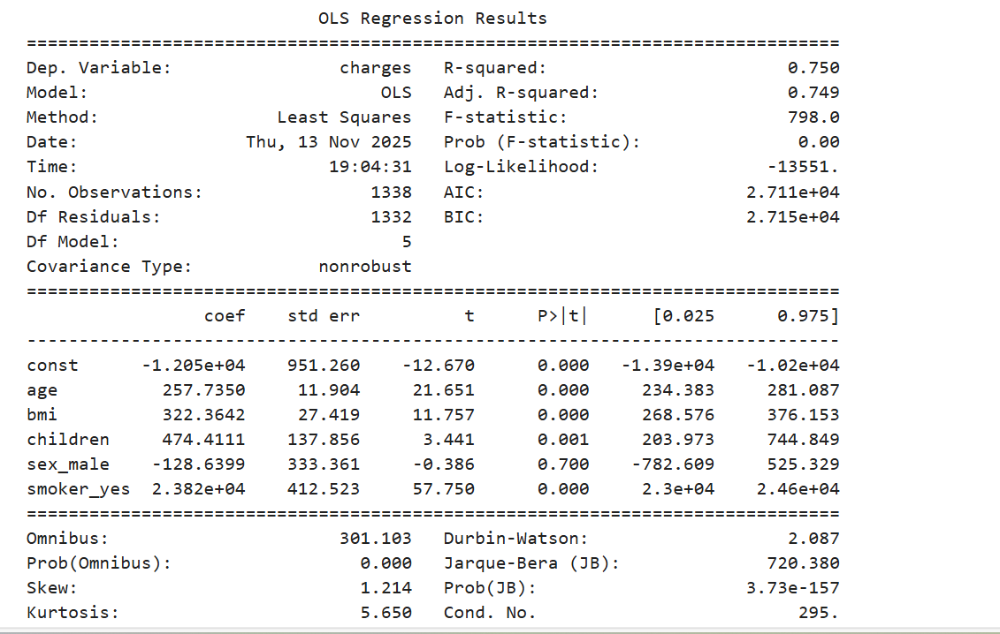 OLS Regression Results
==============================================================================
Dep. Variable:                charges   R-squared:                       0.750
Model:                            OLS   Adj. R-squared:                  0.749
Method:                 Least Squares   F-statistic:                     798.0
Date:                Thu, 13 Nov 2025   Prob (F-statistic):               0.00
Time:                        19:04:31   Log-Likelihood:                -13551.
No. Observations:                1338   AIC:                         2.711e+04
Df Residuals:                    1332   BIC:                         2.715e+04
Df Model:                           5
Covariance Type:            nonrobust
==============================================================================
                 coef    std err          t      P>|t|      [0.025      0.975]
------------------------------------------------------------------------------
const      -1.205e+04    951.260    -12.670      0.000   -1.39e+04   -1.02e+04
age          257.7350     11.904     21.651      0.000     234.383     281.087
bmi          322.3642     27.419     11.757      0.000     268.576     376.153
children     474.4111    137.856      3.441      0.001     203.973     744.849
sex_male    -128.6399    333.361     -0.386      0.700    -782.609     525.329
smoker_yes  2.382e+04    412.523     57.750      0.000     2.3e+04    2.46e+04
==============================================================================
Omnibus:                      301.103   Durbin-Watson:                   2.087
Prob(Omnibus):                  0.000   Jarque-Bera (JB):              720.380
Skew:                           1.214   Prob(JB):                    3.73e-157
Kurtosis:                       5.650   Cond. No.                         295.